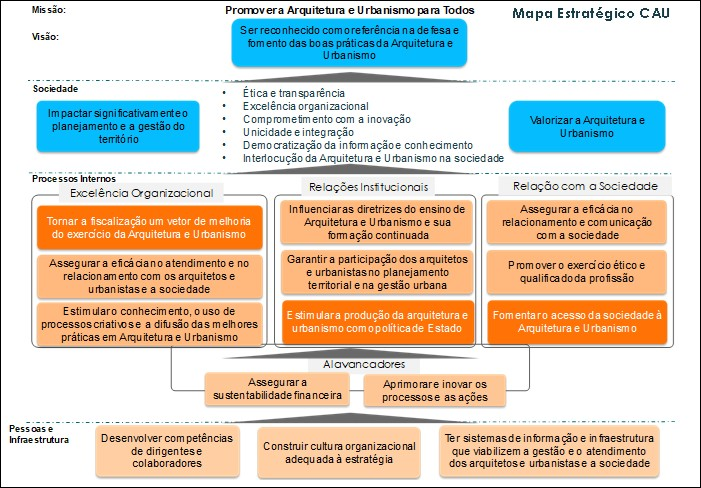 Missão:
Promover a Arquitetura e Urbanismo para Todos
Mapa Estratégico CAU
Visão:
Ser reconhecido como referência na defesa e
fomento das boas práticas da Arquitetura e
Urbanismo
Sociedade
Impactar significativamente o
planejamento e a gestão do
território
• Ética e transparência
• Excelência organizacional
• Comprometimento com a inovação
• Unicidade e integração
• Democratização da informação e conhecimento
• Interlocução da Arquitetura e Urbanismo na sociedade
Valorizar a Arquitetura e
Urbanismo
Processos Internos
Excelência Organizacional
Tornar a fiscalização um vetor de melhoria
do exercício da Arquitetura e Urbanismo
Assegurar a eficácia no atendimento e no
relacionamento com os arquitetos e
urbanistas e a sociedade
Estimular o conhecimento, o uso de
processos criativos e a difusão das melhores
práticas em Arquitetura e Urbanismo
Relações Institucionais
Influenciar as diretrizes do ensino de
Arquitetura e Urbanismo e sua
formação continuada
Garantir a participação dos arquitetos
e urbanistas no planejamento
territorial e na gestão urbana
Estimular a produção da arquitetura e
urbanismo como política de Estado
Relação com a Sociedade
Assegurar a eficácia no
relacionamento e comunicação
com a sociedade
Promover o exercício ético e
qualificado da profissão
Fomentar o acesso da sociedade à
Arquitetura e Urbanismo
Alavancadores
Assegurar a
sustentabilidade financeira
Aprimorar e inovar os
processos e as ações
Pessoas e
Infraestrutura
Desenvolver competências
de dirigentes e
colaboradores
Construir cultura organizacional
adequada à estratégia
Ter sistemas de informação e infraestrutura
que viabilizem a gestão e o atendimento
dos arquitetos e urbanistas e a sociedade